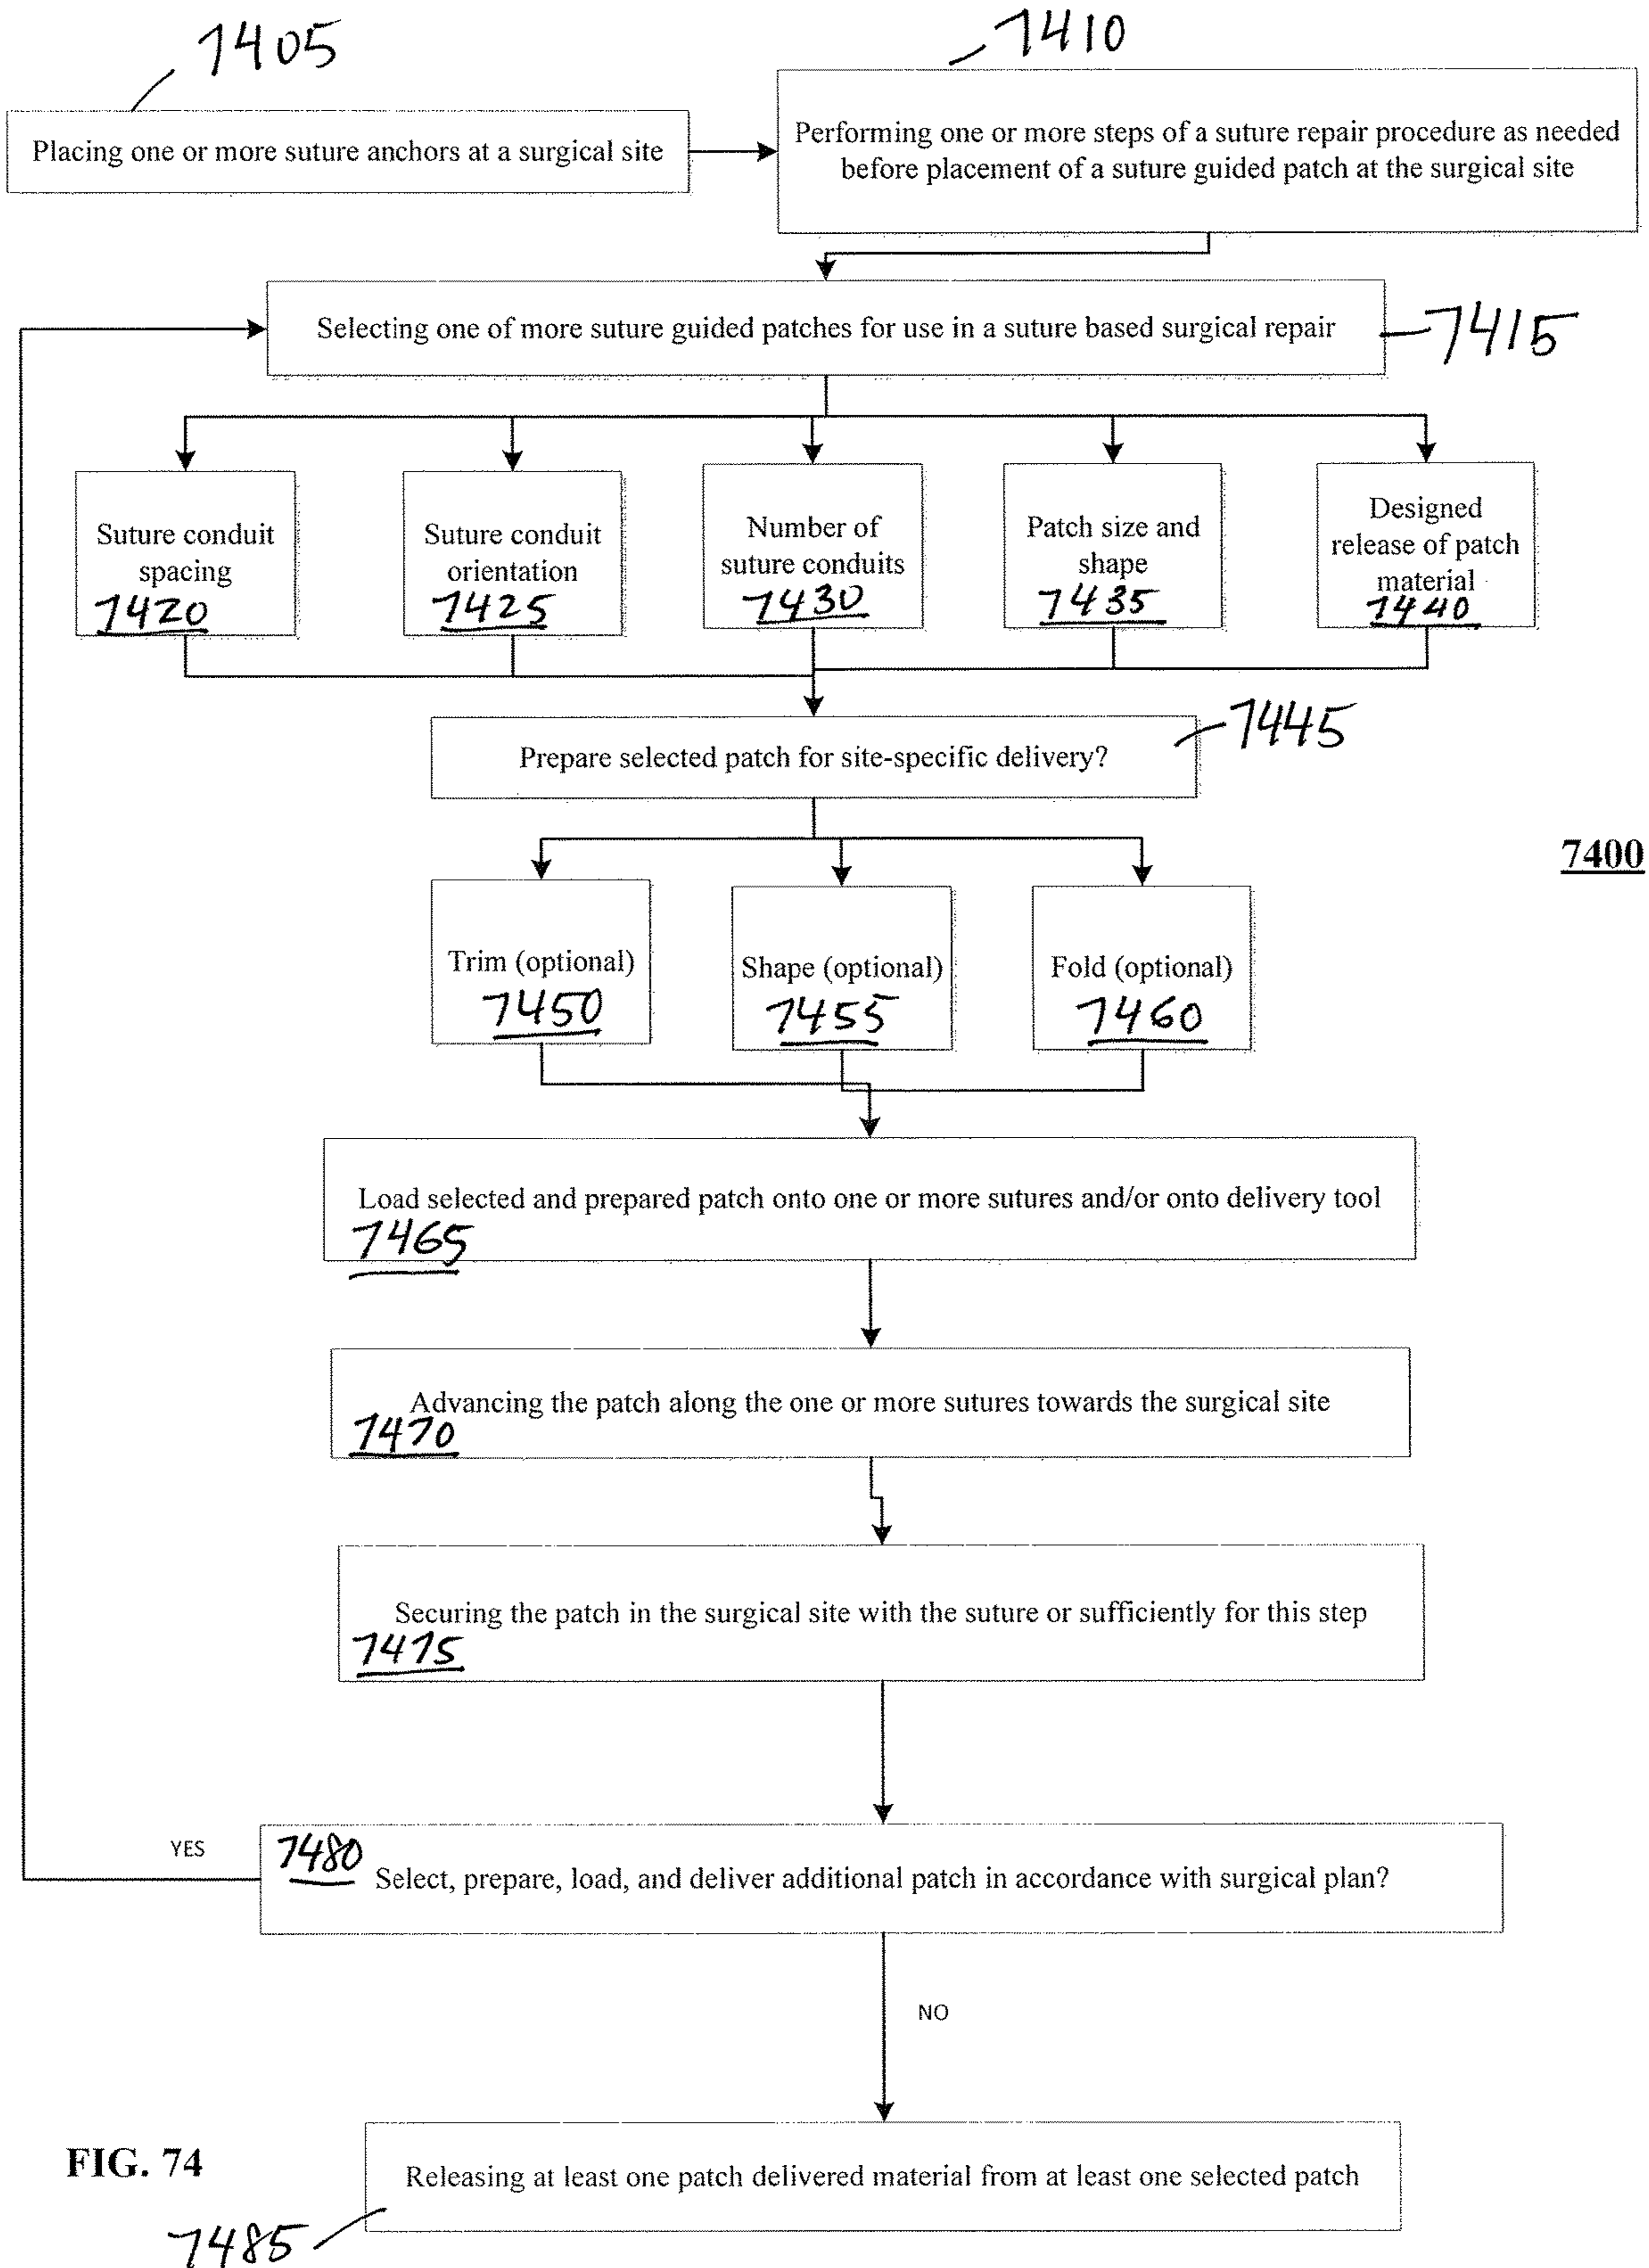 7405
7410
Placing one or more suture anchors at a surgical site
Performing one or more steps of a suture repair procedure as needed
before placement of a suture guided patch at the surgical site
Selecting one of more suture guided patches for use in a suture based surgical repair
7415
Suture conduit
spacing
7420
Suture conduit
orientation
7425
Number of
suture conduits
7430
Patch size and
shape
7435
Designed
release of patch
material
7440
Prepare selected patch for site-specific delivery?
7445
7400
Trim (optional)
7450
Shape (optional)
7455
Fold (optional)
7460
Load selected and prepared patch onto one or more sutures and/or onto delivery tool
7465
Advancing the patch along the one or more sutures towards the surgical site
7470
Securing the patch in the surgical site with the suture or sufficiently for this step
7475
YES
7480
Select, prepare, load, and deliver additional patch in accordance with surgical plan?
NO
FIG. 74
Releasing at least one patch delivered material from at least one selected patch
7485